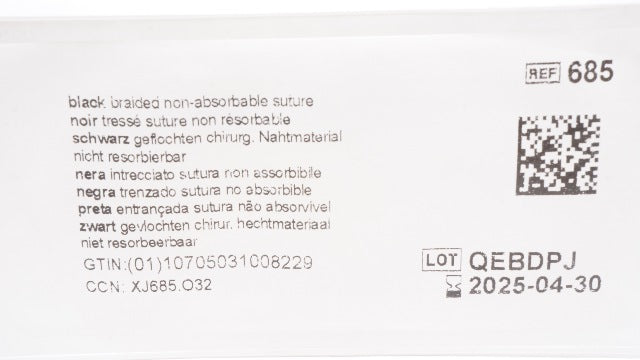 REF 685
black braided non-absorbable suture
noir tressé suture non résorbable
schwarz geflochten chirurg. Nahtmaterial
nicht resorbierbar
nera intrecciato sutura non assorbibile
negra trenzado sutura no absorbible
preta entrançada sutura não absorvível
zwart gevlochten chirur. hechtmateriaal
niet resorbeerbaar
GTIN:(01)10705031008229
CCN: XJ685.O32
LOT QEBDPJ
2025-04-30